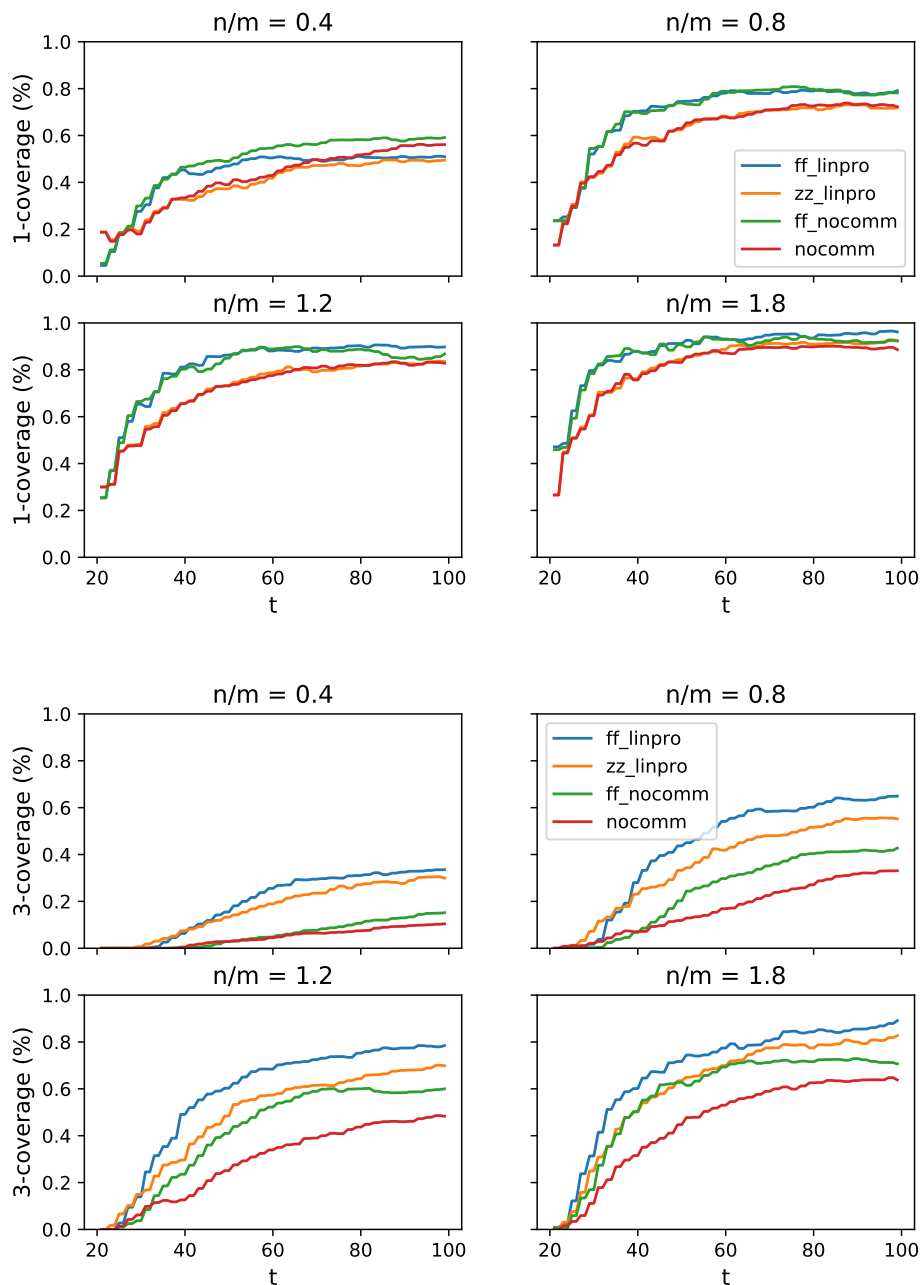 n/m = 0.4
n/m = 0.8
1-coverage (%)
1.0
0.8
0.6
0.4
0.2
0.0
ff_linpro
zz_linpro
ff_nocomm
nocomm
n/m = 1.2
n/m = 1.8
1-coverage (%)
1.0
0.8
0.6
0.4
0.2
0.0
20 40 60 80 100
t
20 40 60 80 100
t
n/m = 0.4
n/m = 0.8
3-coverage (%)
1.0
0.8
0.6
0.4
0.2
0.0
ff_linpro
zz_linpro
ff_nocomm
nocomm
n/m = 1.2
n/m = 1.8
3-coverage (%)
1.0
0.8
0.6
0.4
0.2
0.0
20 40 60 80 100
t
20 40 60 80 100
t